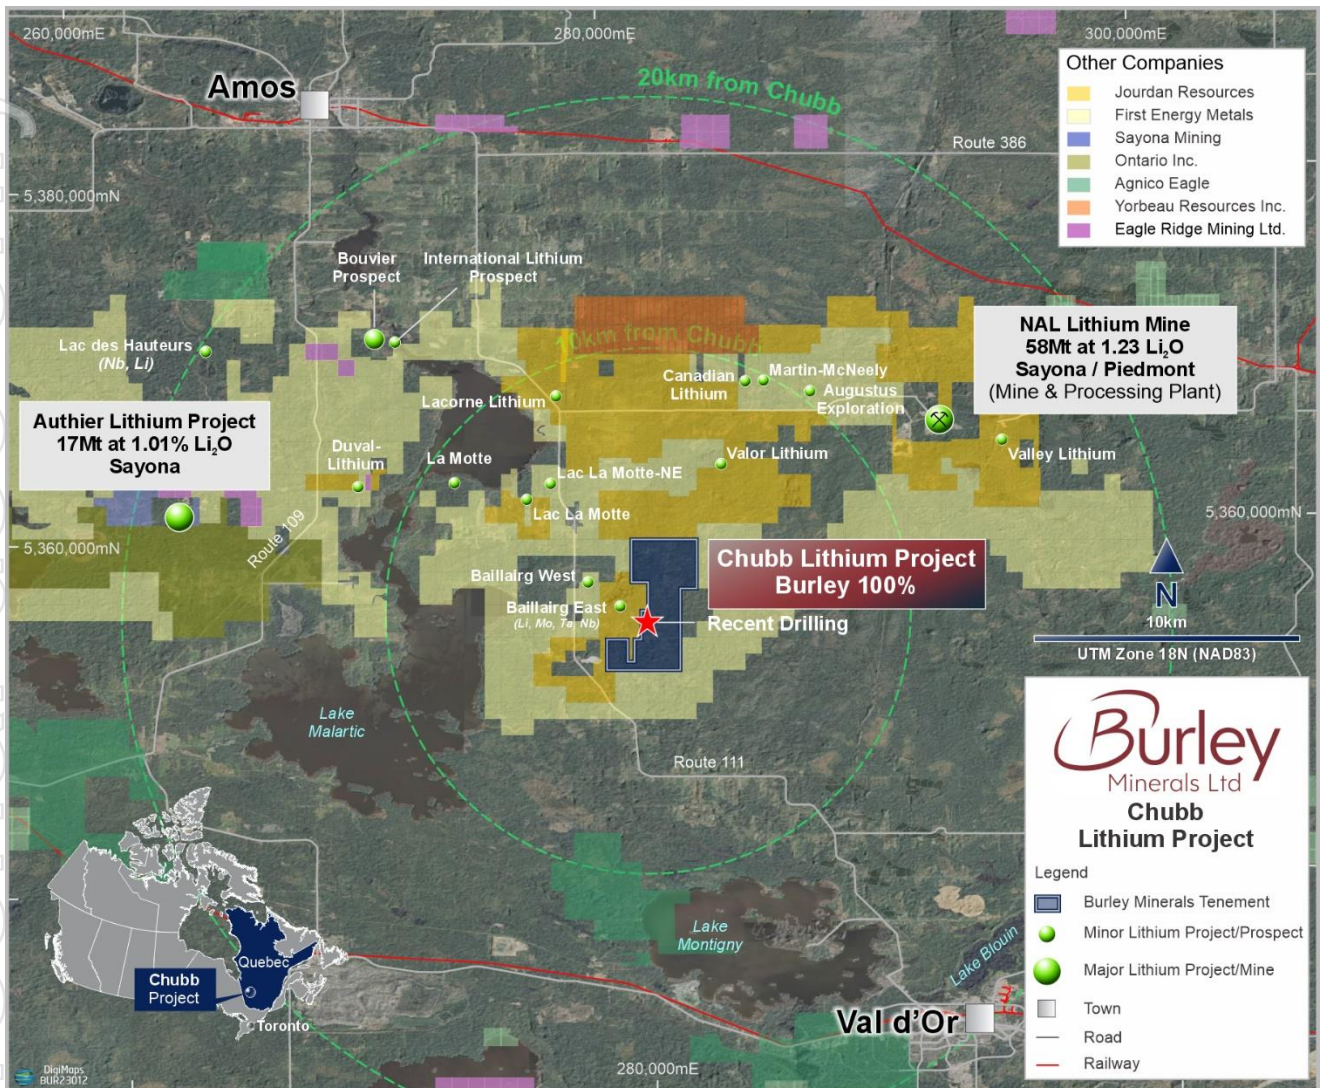 260,000mE
280,000mE
300,000mE
Amos
20km from Chubb
Route 386
Other Companies
Jourdan Resources
First Energy Metals
Sayona Mining
Ontario Inc.
Agnico Eagle
Yorbeau Resources Inc.
Eagle Ridge Mining Ltd.
5,380,000mN
Bouvier
Prospect
International Lithium
Prospect
10km from Chubb
Lac des Hauteurs
(Nb, Li)
NAL Lithium Mine
58Mt at 1.23 Li₂O
Sayona / Piedmont
(Mine & Processing Plant)
Canadian
Lithium
Martin-McNeely
Augustus
Exploration
Lacorne Lithium
Authier Lithium Project
17Mt at 1.01% Li₂O
Sayona
Duval-
Lithium
La Motte
Lac La Motte-NE
Valor Lithium
Valley Lithium
Lac La Motte
Route 109
5,360,000mN
5,360,000mN
Chubb Lithium Project
Burley 100%
Baillairg West
Baillairg East
(Li, Mo, Ta, Nb)
Recent Drilling
N
10km
UTM Zone 18N (NAD83)
Lake
Malartic
Route 111
Burley
Minerals Ltd
Chubb
Lithium Project
Legend
Burley Minerals Tenement
Minor Lithium Project/Prospect
Major Lithium Project/Mine
Town
Road
Railway
Lake
Montigny
Lake Blouin
Val d'Or
Quebec
Chubb
Project
Toronto
280,000mE
DigiMaps
BUR23012